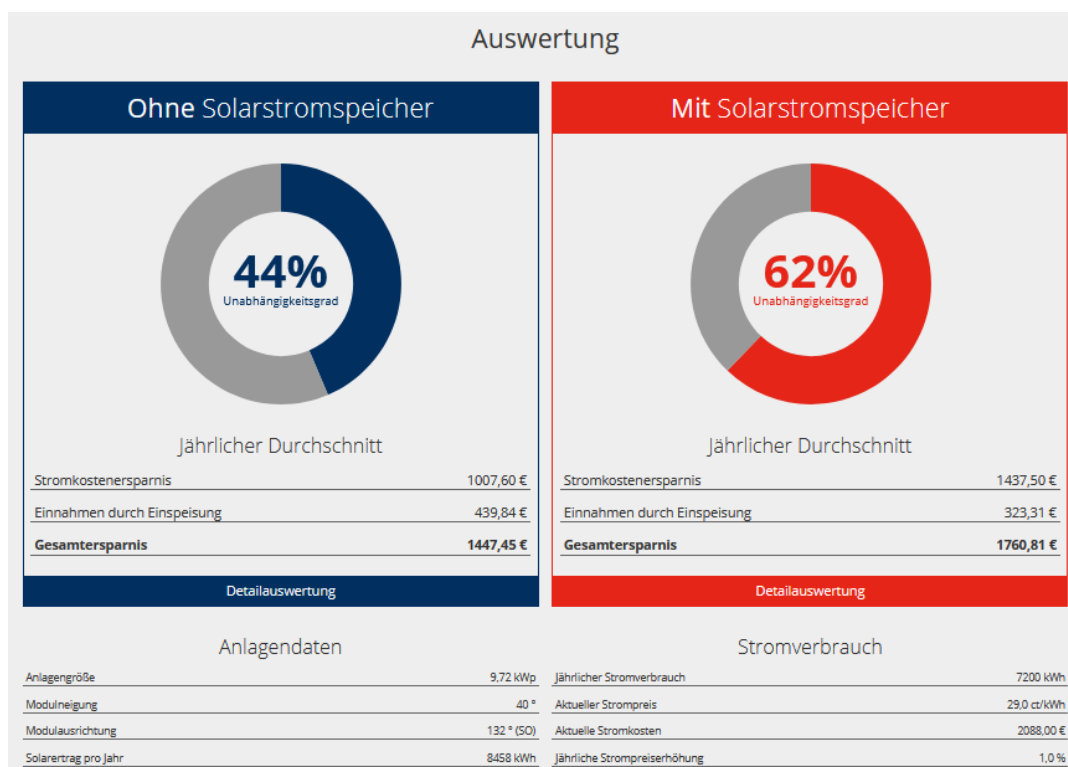 Auswertung
Ohne Solarstromspeicher
44%
Unabhängigkeitsgrad
Jährlicher Durchschnitt
Stromkostenersparnis 1007,60 €
Einnahmen durch Einspeisung 439,84 €
Gesamtersparnis 1447,45 €
Detailauswertung
Mit Solarstromspeicher
62%
Unabhängigkeitsgrad
Jährlicher Durchschnitt
Stromkostenersparnis 1437,50 €
Einnahmen durch Einspeisung 323,31 €
Gesamtersparnis 1760,81 €
Detailauswertung
Anlagendaten
Anlagengröße 9,72 kWp
Modulneigung 40 °
Modulausrichtung 132 ° (SO)
Solarertrag pro Jahr 8458 kWh
Stromverbrauch
Jährlicher Stromverbrauch 7200 kWh
Aktueller Strompreis 29,0 ct/kWh
Aktuelle Stromkosten 2088,00 €
Jährliche Strompreiserhöhung 1,0 %